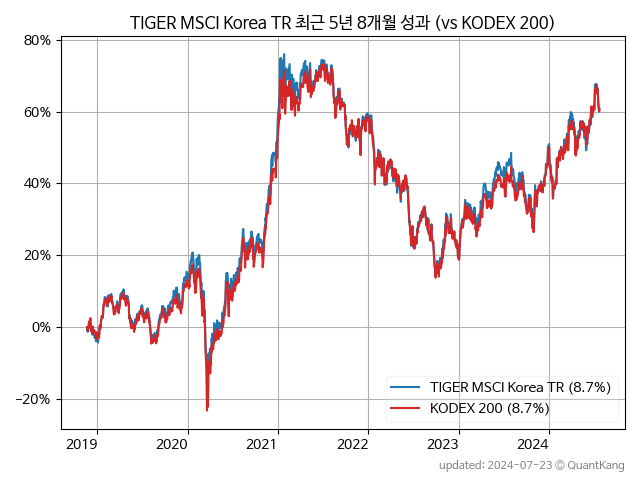 TIGER MSCI Korea TR 최근 5년 8개월 성과 (vs KODEX 200)
80%
60%
40%
20%
0%
−20%
TIGER MSCI Korea TR (8.7%)
KODEX 200 (8.7%)
2019 2020 2021 2022 2023 2024
updated: 2024-07-23 © QuantKang